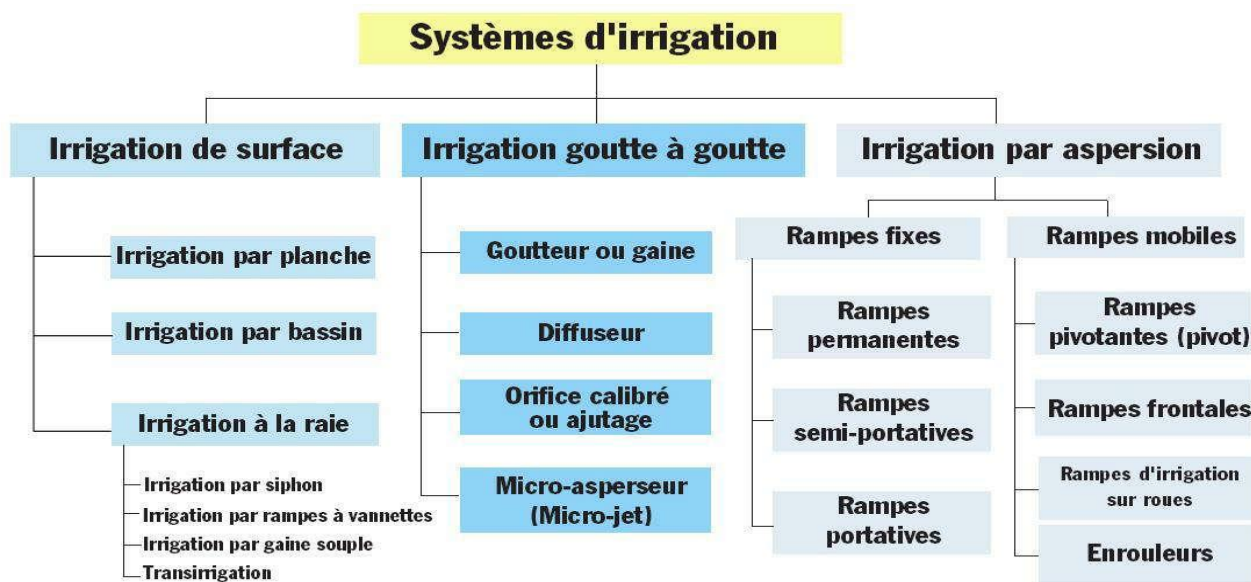 Systèmes d'irrigation
Irrigation de surface
Irrigation par planche
Irrigation par bassin
Irrigation à la raie
Irrigation par siphon
Irrigation par rampes à vannettes
Irrigation par gaine souple
Transirrigation
Irrigation goutte à goutte
Goutteur ou gaine
Diffuseur
Orifice calibré
ou ajutage
Micro-asperseur
(Micro-jet)
Irrigation par aspersion
Rampes fixes
Rampes
permanentes
Rampes
semi-portatives
Rampes
portatives
Rampes mobiles
Rampes
pivotantes (pivot)
Rampes frontales
Rampes d'irrigation
sur roues
Enrouleurs